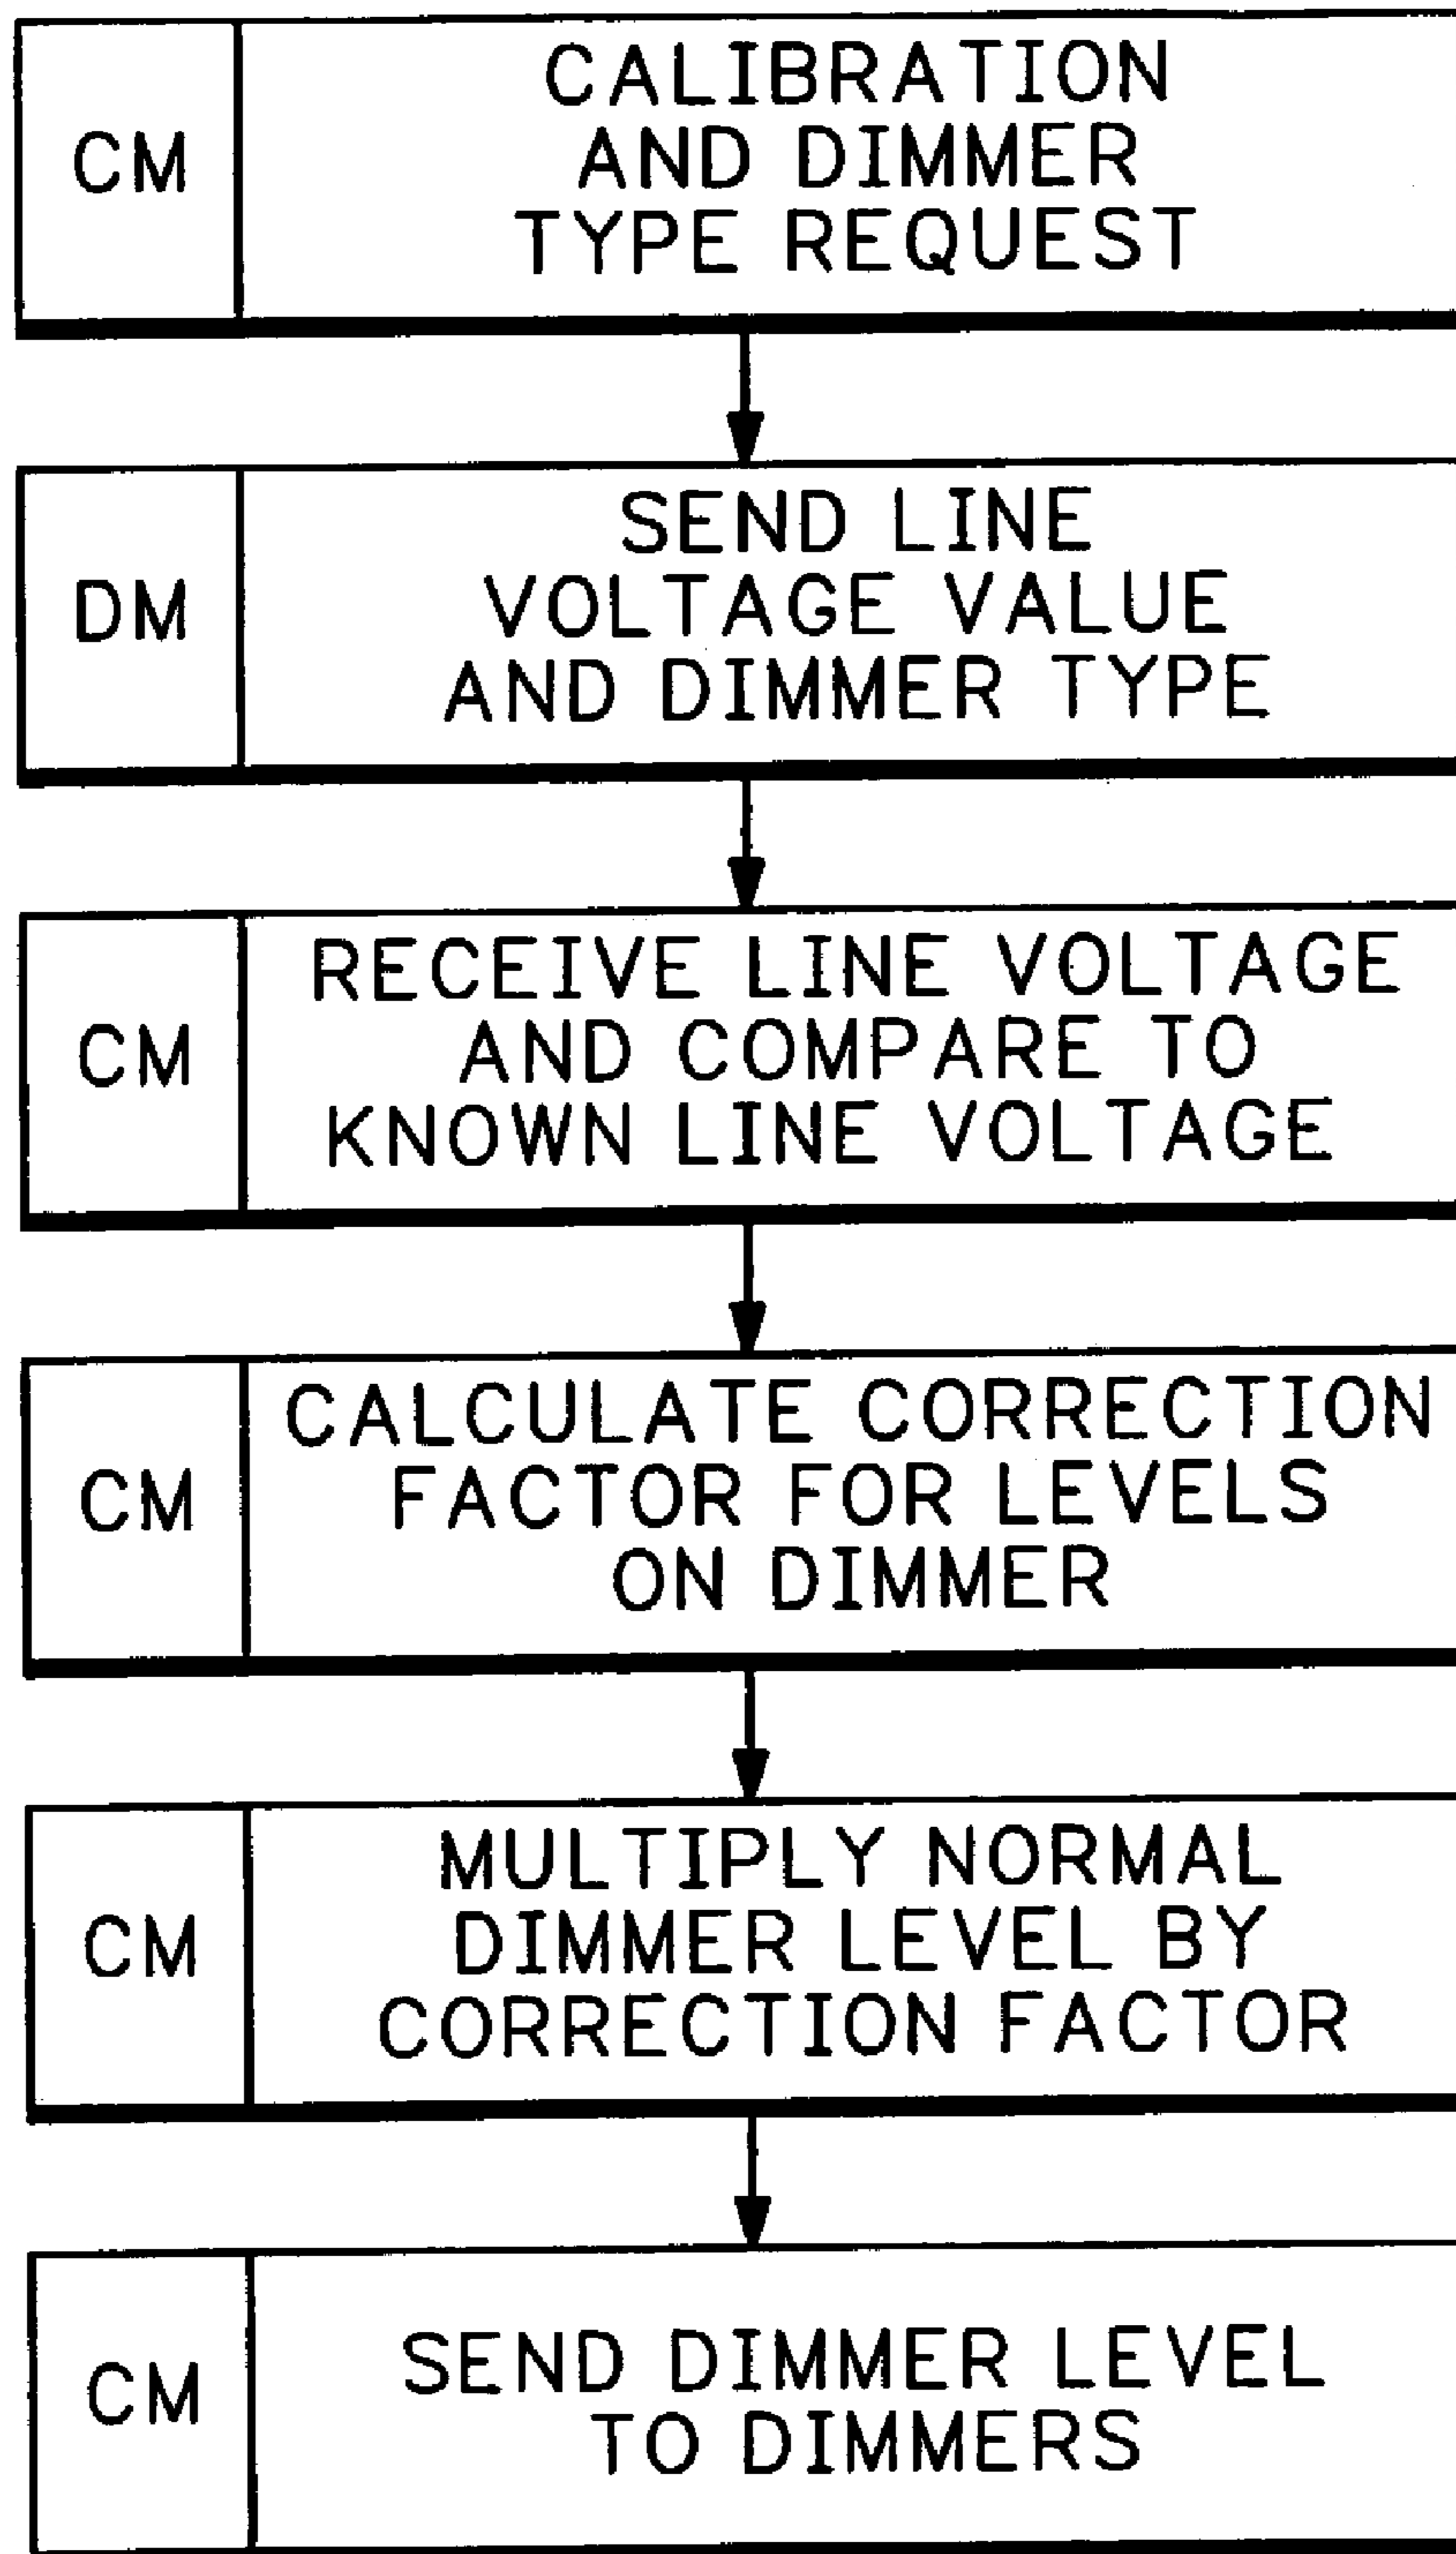 CM
CALIBRATION
AND DIMMER
TYPE REQUEST
DM
SEND LINE
VOLTAGE VALUE
AND DIMMER TYPE
CM
RECEIVE LINE VOLTAGE
AND COMPARE TO
KNOWN LINE VOLTAGE
CM
CALCULATE CORRECTION
FACTOR FOR LEVELS
ON DIMMER
CM
MULTIPLY NORMAL
DIMMER LEVEL BY
CORRECTION FACTOR
CM
SEND DIMMER LEVEL
TO DIMMERS